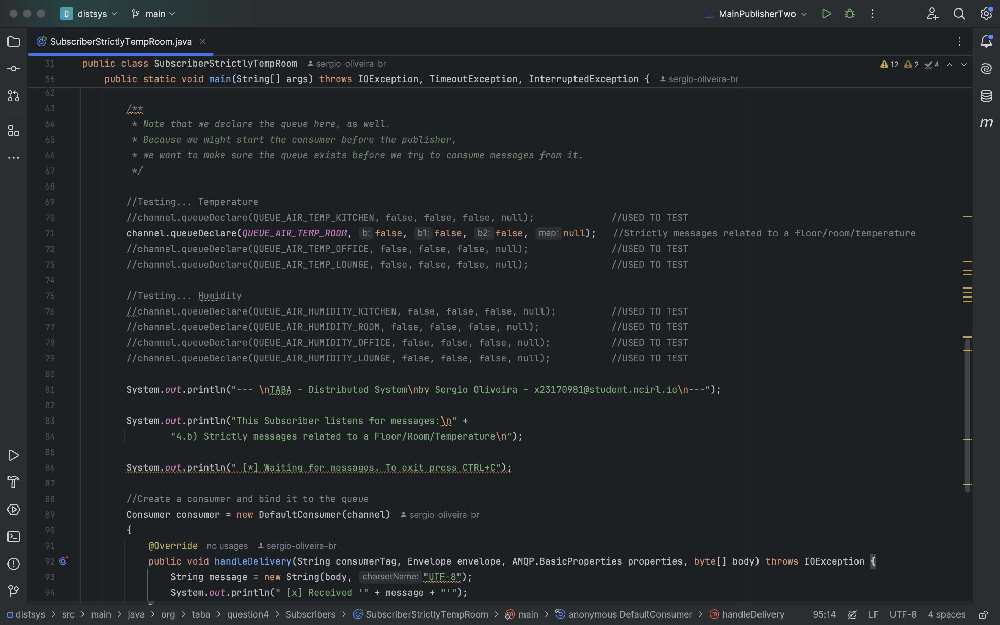 D distsys main MainPublisherTwo
SubscriberStrictlyTempRoom.java
31 public class SubscriberStrictlyTempRoom sergio-oliveira-br 12 2 4
56 public static void main(String[] args) throws IOException, TimeoutException, InterruptedException { sergio-oliveira-br
62
63 /**
64 * Note that we declare the queue here, as well.
65 * Because we might start the consumer before the publisher,
66 * we want to make sure the queue exists before we try to consume messages from it.
67 */
68
69 //Testing... Temperature
70 //channel.queueDeclare(QUEUE_AIR_TEMP_KITCHEN, false, false, false, null); //USED TO TEST
71 channel.queueDeclare(QUEUE_AIR_TEMP_ROOM, b: false, b1: false, b2: false, map: null); //Strictly messages related to a floor/room/temperature
72 //channel.queueDeclare(QUEUE_AIR_TEMP_OFFICE, false, false, false, null); //USED TO TEST
73 //channel.queueDeclare(QUEUE_AIR_TEMP_LOUNGE, false, false, false, null); //USED TO TEST
74
75 //Testing... Humidity
76 //channel.queueDeclare(QUEUE_AIR_HUMIDITY_KITCHEN, false, false, false, null); //USED TO TEST
77 //channel.queueDeclare(QUEUE_AIR_HUMIDITY_ROOM, false, false, false, null); //USED TO TEST
78 //channel.queueDeclare(QUEUE_AIR_HUMIDITY_OFFICE, false, false, false, null); //USED TO TEST
79 //channel.queueDeclare(QUEUE_AIR_HUMIDITY_LOUNGE, false, false, false, null); //USED TO TEST
80
81 System.out.println("--- \nTABA - Distributed System\nby Sergio Oliveira - x23170981@student.ncirl.ie\n---");
82
83 System.out.println("This Subscriber listens for messages:\n" +
84 "4.b) Strictly messages related to a Floor/Room/Temperature\n");
85
86 System.out.println(" [*] Waiting for messages. To exit press CTRL+C");
87
88 //Create a consumer and bind it to the queue
89 Consumer consumer = new DefaultConsumer(channel) sergio-oliveira-br
90 {
91 @Override no usages sergio-oliveira-br
92 public void handleDelivery(String consumerTag, Envelope envelope, AMQP.BasicProperties properties, byte[] body) throws IOException {
93 String message = new String(body, charsetName: "UTF-8");
94 System.out.println(" [x] Received '" + message + "'");
distsys > src > main > java > org > taba > question4 > Subscribers > SubscriberStrictlyTempRoom > main > anonymous DefaultConsumer > handleDelivery 95:14 LF UTF-8 4 spaces